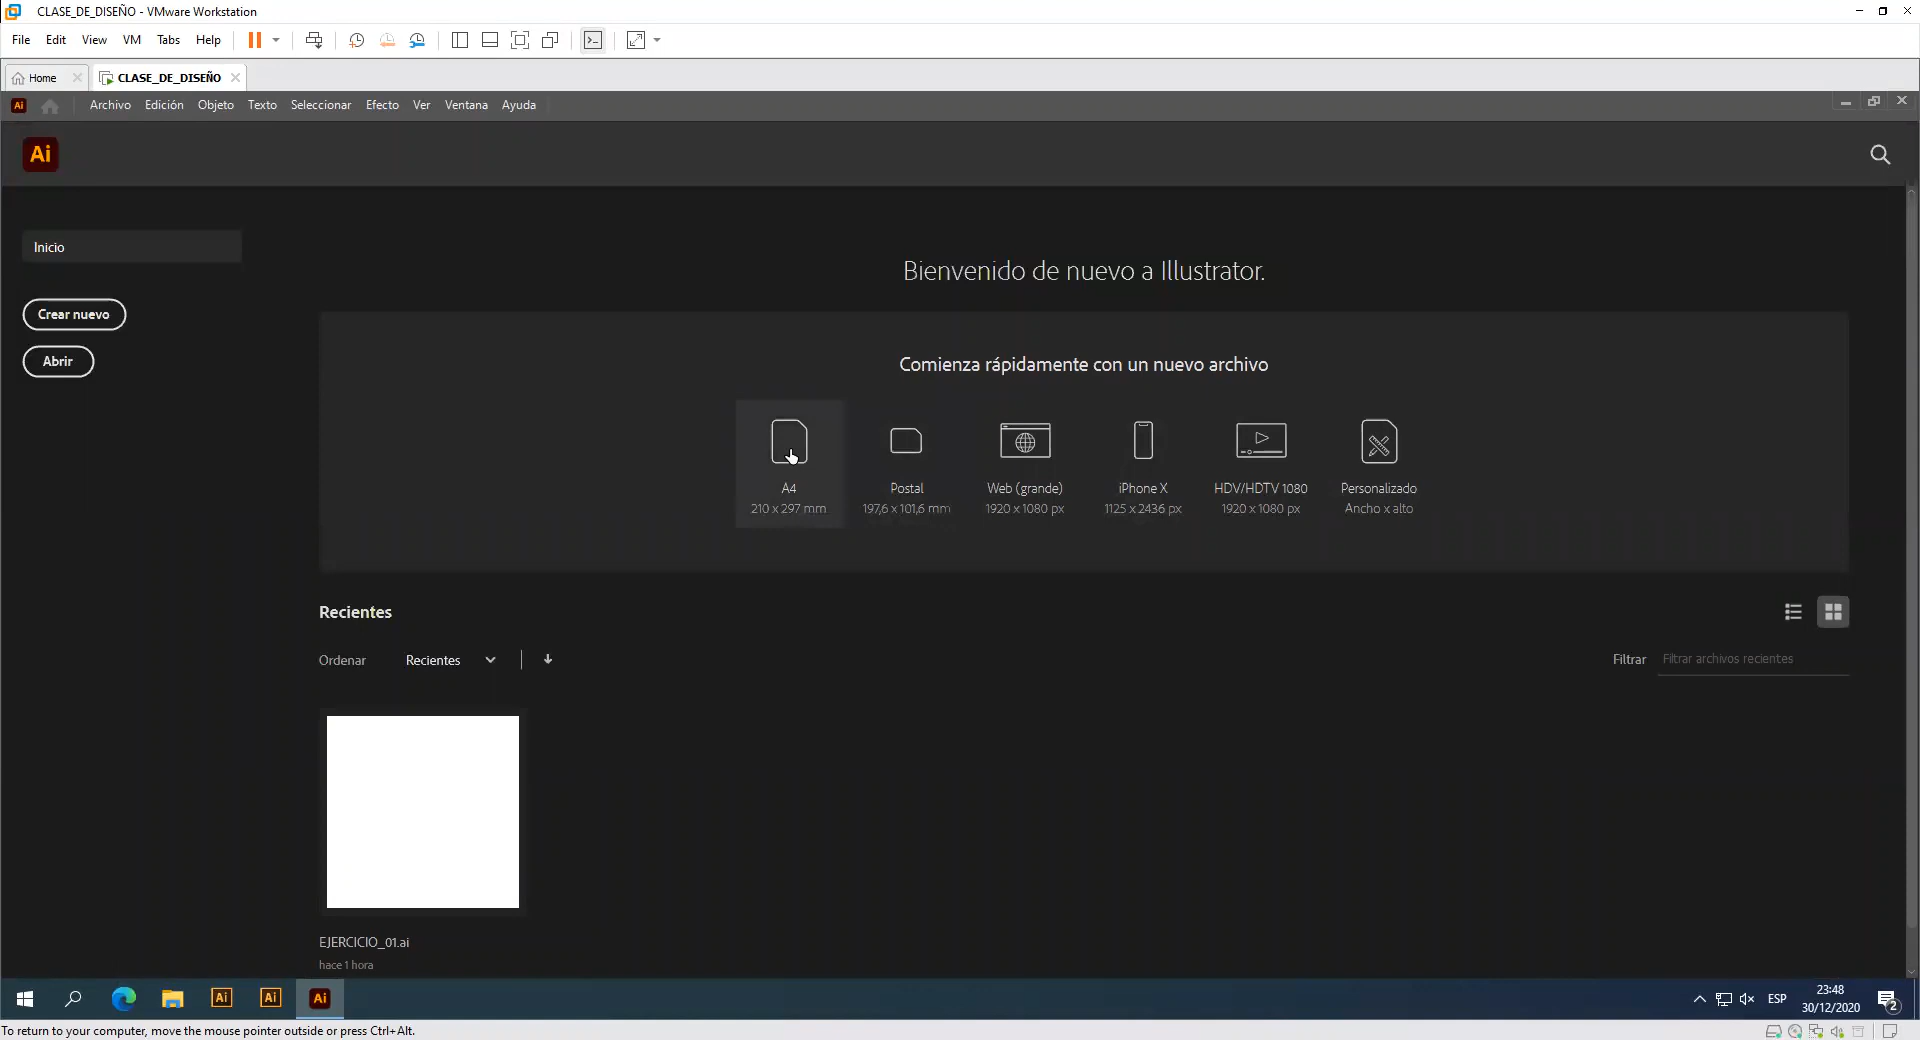 CLASE_DE_DISEÑO - VMware Workstation
File Edit View VM Tabs Help
Home CLASE_DE_DISEÑO
Ai Archivo Edición Objeto Texto Seleccionar Efecto Ver Ventana Ayuda
Ai
Inicio
Bienvenido de nuevo a Illustrator.
Crear nuevo
Abrir
Comienza rápidamente con un nuevo archivo
A4 Postal Web (grande) iPhone X HDV/HDTV 1080 Personalizado
210 x 297 mm 197,6 x 101,6 mm 1920 x 1080 px 1125 x 2436 px 1920 x 1080 px Ancho x alto
Recientes
Ordenar Recientes Filtrar Filtrar archivos recientes
EJERCICIO_01.ai
hace 1 hora
Ai Ai Ai ESP 23:48
30/12/2020 2
To return to your computer, move the mouse pointer outside or press Ctrl+Alt.